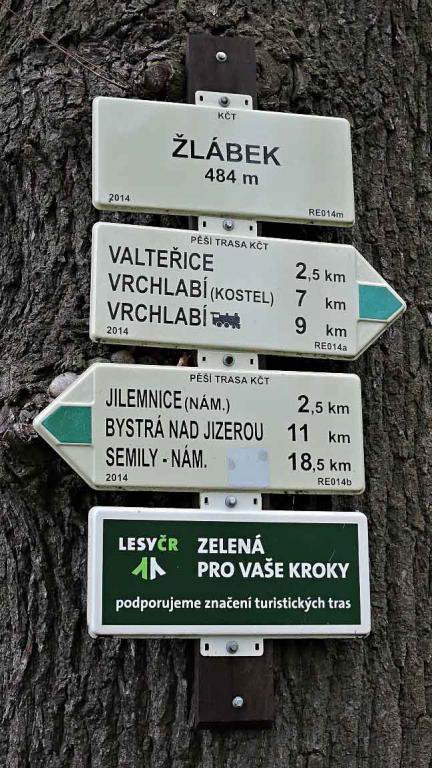 KČT
ŽLÁBEK
484 m
2014 RE014m
PĚŠÍ TRASA KČT
VALTEŘICE 2,5 km
VRCHLABÍ (KOSTEL) 7 km
VRCHLABÍ 9 km
2014 RE014a
PĚŠÍ TRASA KČT
JILEMNICE (NÁM.) 2,5 km
BYSTRÁ NAD JIZEROU 11 km
SEMILY - NÁM. 18,5 km
2014 RE014b
LESYČR ZELENÁ
PRO VAŠE KROKY
podporujeme značení turistických tras